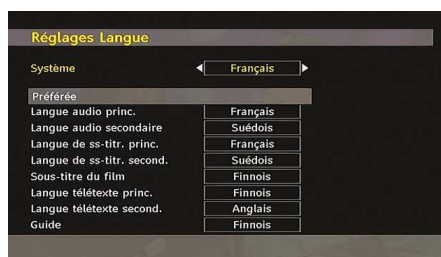 Réglages Langue
Système Français
Préférée
Langue audio princ. Français
Langue audio secondaire Suédois
Langue de ss-titr. princ. Français
Langue de ss-titr. second. Suédois
Sous-titre du film Finnois
Langue télétexte princ. Finnois
Langue télétexte second. Anglais
Guide Finnois